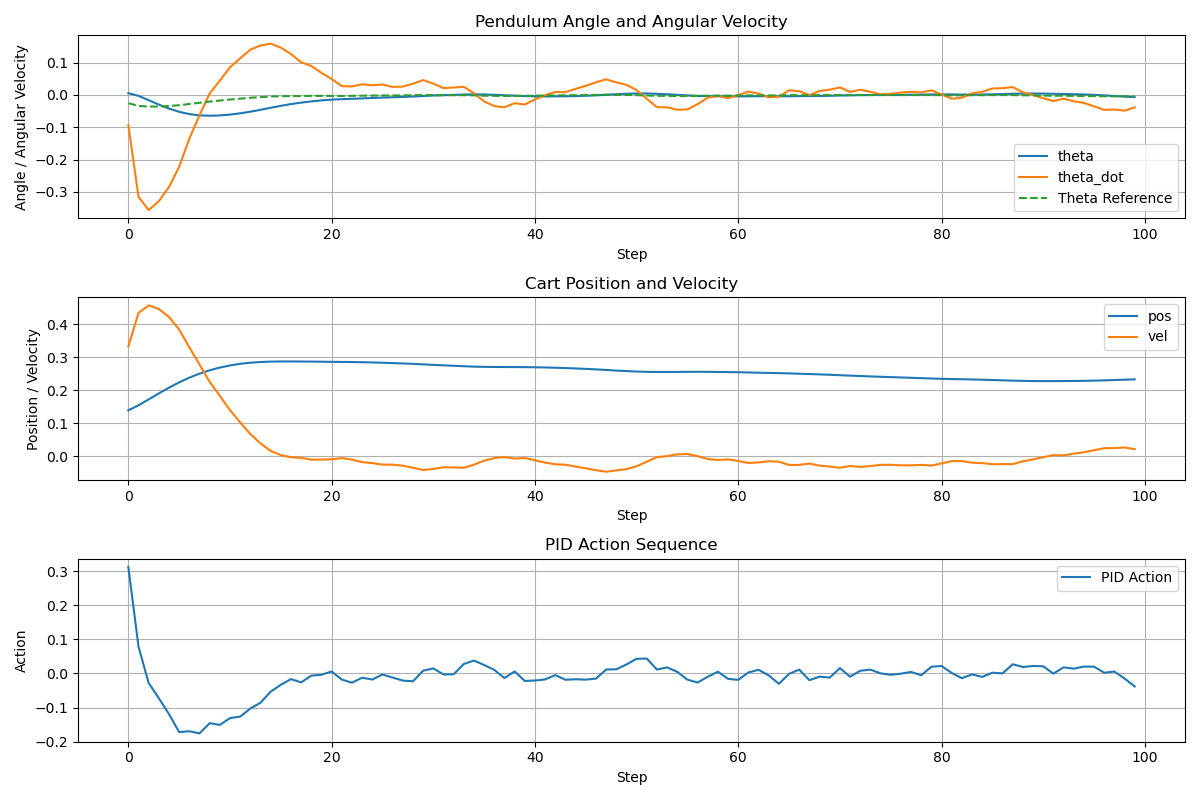 Pendulum Angle and Angular Velocity
Angle / Angular Velocity
0.1
0.0
−0.1
−0.2
−0.3
theta
theta_dot
Theta Reference
0 20 40 60 80 100
Step
Cart Position and Velocity
Position / Velocity
0.4
0.3
0.2
0.1
0.0
pos
vel
0 20 40 60 80 100
Step
PID Action Sequence
Action
0.3
0.2
0.1
0.0
−0.1
−0.2
PID Action
0 20 40 60 80 100
Step